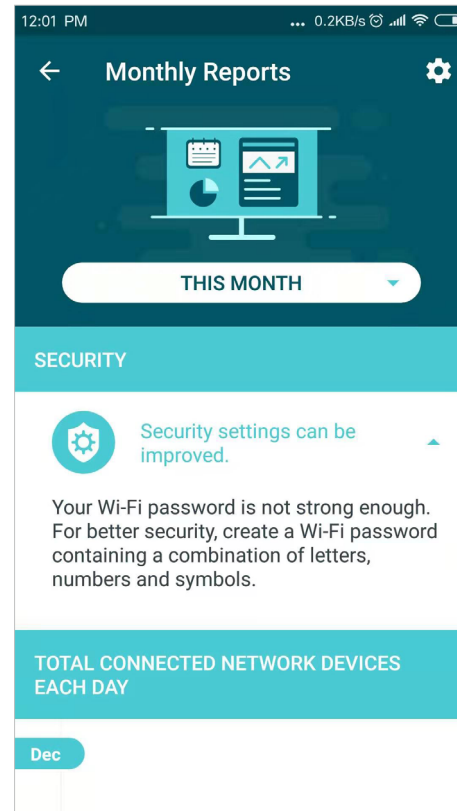 12:01 PM ... 0.2KB/s
Monthly Reports
THIS MONTH
SECURITY
Security settings can be
improved.
Your Wi-Fi password is not strong enough.
For better security, create a Wi-Fi password
containing a combination of letters,
numbers and symbols.
TOTAL CONNECTED NETWORK DEVICES
EACH DAY
Dec